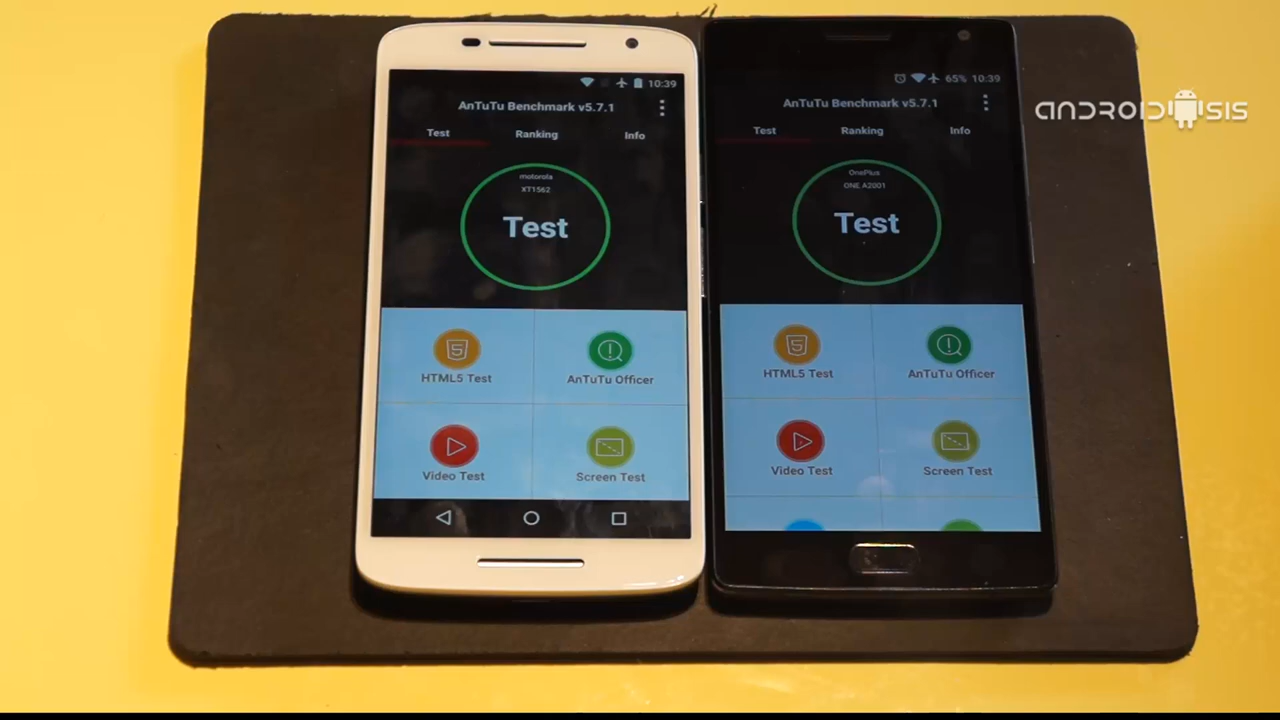 10:39
AnTuTu Benchmark v5.7.1
Test Ranking Info
motorola
XT1562
Test
HTML5 Test
AnTuTu Officer
Video Test
Screen Test
65% 10:39
AnTuTu Benchmark v5.7.1
Test Ranking Info
OnePlus
ONE A2001
Test
HTML5 Test
AnTuTu Officer
Video Test
Screen Test
ANDROIDSIS